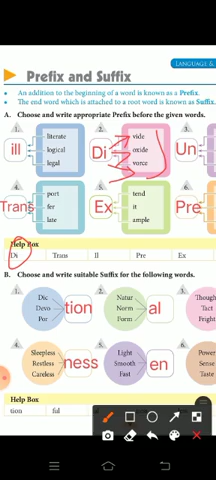 LANGUAGE &
Prefix and Suffix
An addition to the beginning of a word is known as a Prefix.
The end word which is attached to a root word is known as Suffix.
A. Choose and write appropriate Prefix before the given words.
1. 2. 3.
ill literate logical legal
Di vide oxide vorce
Un
4. 5. 6.
Trans port fer late
Ex tend it ample
Pre
Help Box
Di Trans Il Pre Ex
B. Choose and write suitable Suffix for the following words.
1. 2. 3.
Dic Devo Por tion
Natur Norm Form al
Though Tact Fright
4. 5. 6.
Sleepless Restless Careless ness
Light Smooth Fast en
Power Sense Taste
Help Box
tion ful